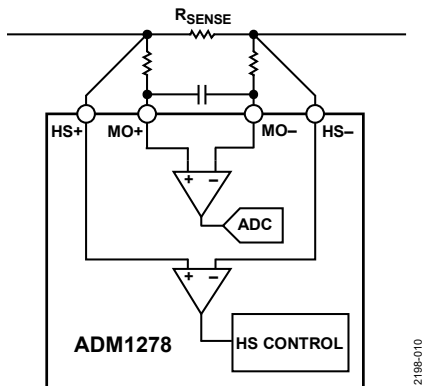 RSENSE
HS+ MO+ MO– HS–
+ –
ADC
+ –
ADM1278 HS CONTROL
2198-010